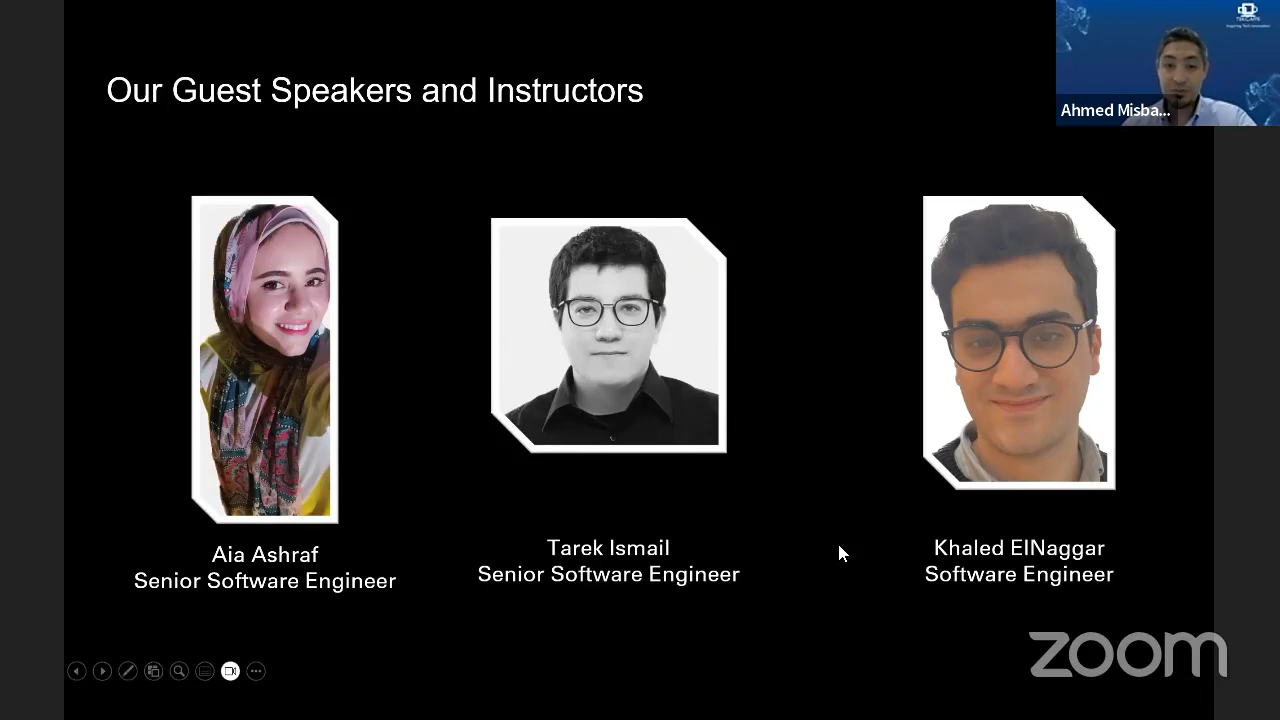 Our Guest Speakers and Instructors
Ahmed Misba...
Aia Ashraf
Senior Software Engineer
Tarek Ismail
Senior Software Engineer
Khaled ElNaggar
Software Engineer
zoom